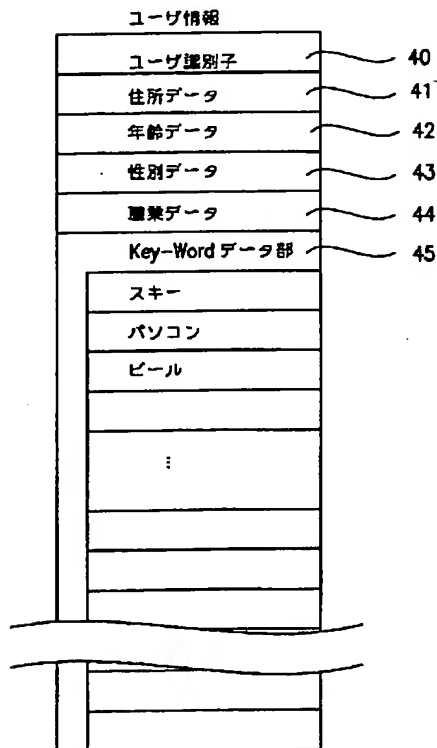 ユーザ情報
ユーザ識別子 40
住所データ 41
年齢データ 42
性別データ 43
職業データ 44
Key-Word データ部 45
スキー
パソコン
ビール
⋮